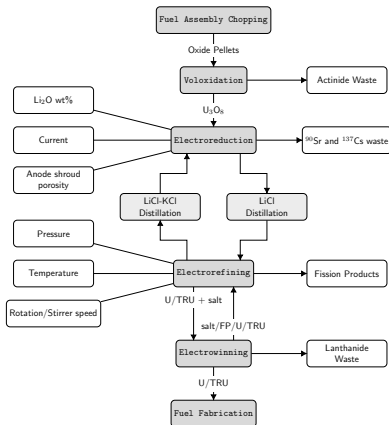 Fuel Assembly Chopping
Oxide Pellets
Voloxidation
Actinide Waste
U₃O₈
Li₂O wt%
Current
Anode shroud
porosity
Electroreduction
⁹⁰Sr and ¹³⁷Cs waste
LiCl-KCl
Distillation
LiCl
Distillation
Pressure
Temperature
Rotation/Stirrer speed
Electrorefining
Fission Products
U/TRU + salt
salt/FP/U/TRU
Electrowinning
Lanthanide
Waste
U/TRU
Fuel Fabrication